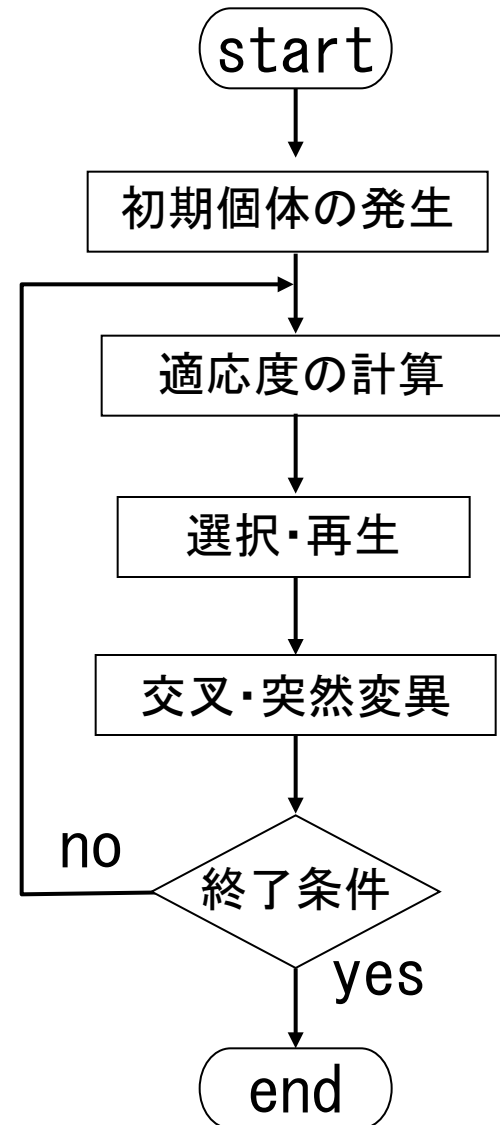 start
初期個体の発生
適応度の計算
選択・再生
交叉・突然変異
no
終了条件
yes
end